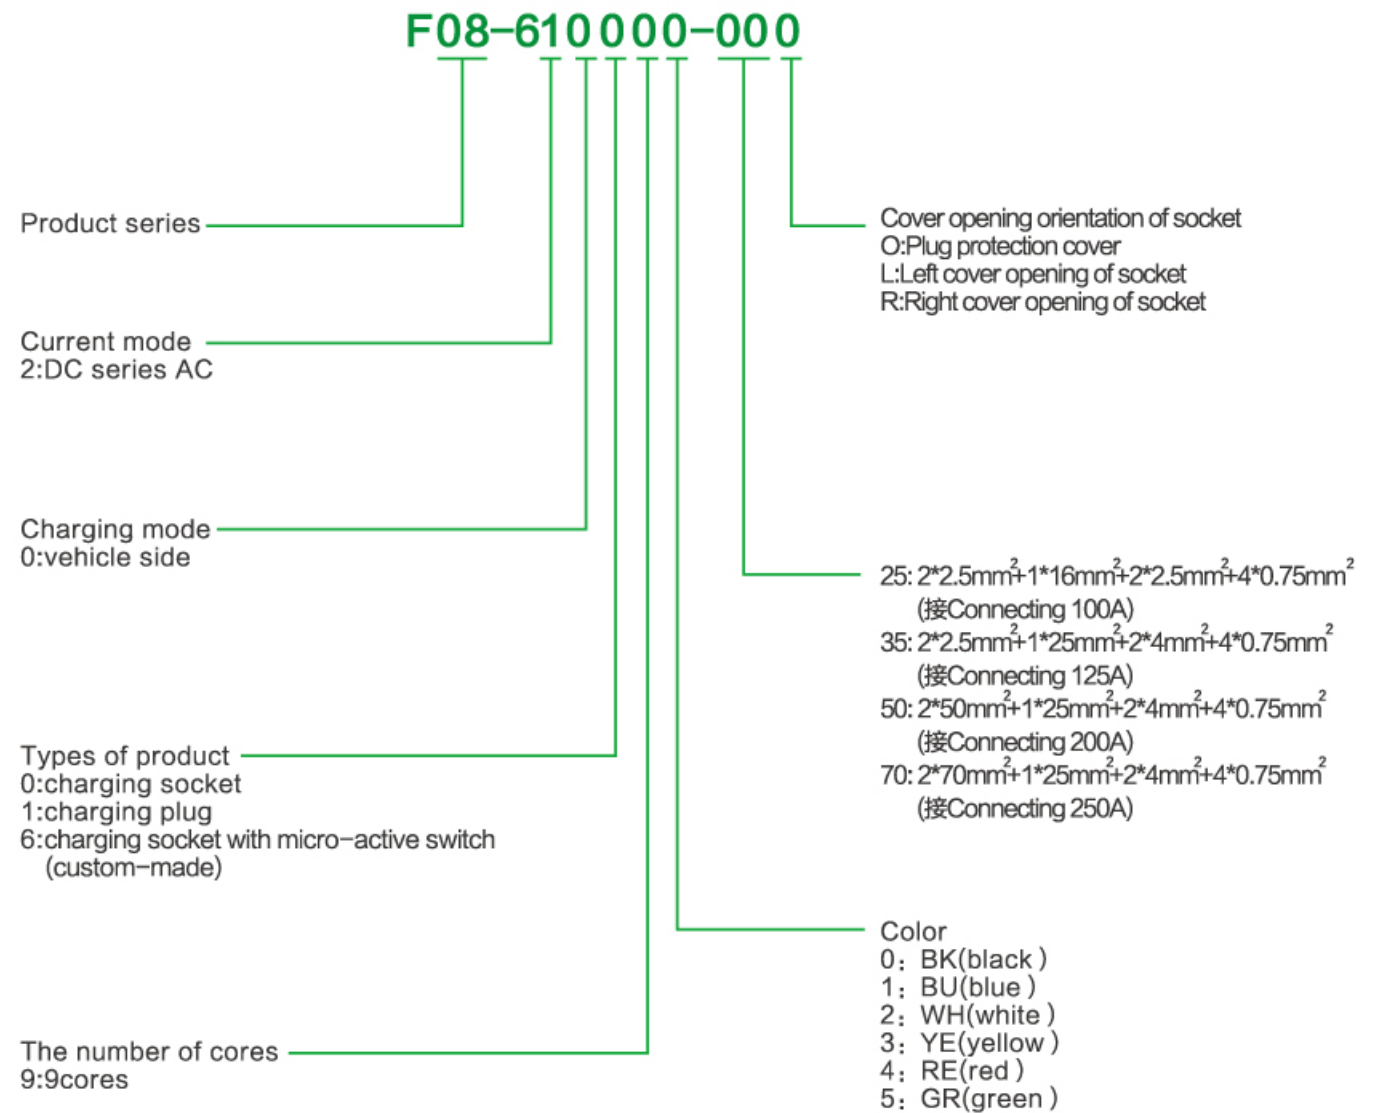 F08-610000-000
Product series
Current mode
2:DC series AC
Charging mode
0:vehicle side
Types of product
0:charging socket
1:charging plug
6:charging socket with micro-active switch
(custom-made)
The number of cores
9:9cores
Cover opening orientation of socket
O:Plug protection cover
L:Left cover opening of socket
R:Right cover opening of socket
25: 2*2.5mm²+1*16mm²+2*2.5mm²+4*0.75mm²
(接Connecting 100A)
35: 2*2.5mm²+1*25mm²+2*4mm²+4*0.75mm²
(接Connecting 125A)
50: 2*50mm²+1*25mm²+2*4mm²+4*0.75mm²
(接Connecting 200A)
70: 2*70mm²+1*25mm²+2*4mm²+4*0.75mm²
(接Connecting 250A)
Color
0：BK(black )
1：BU(blue )
2：WH(white )
3：YE(yellow )
4：RE(red )
5：GR(green )